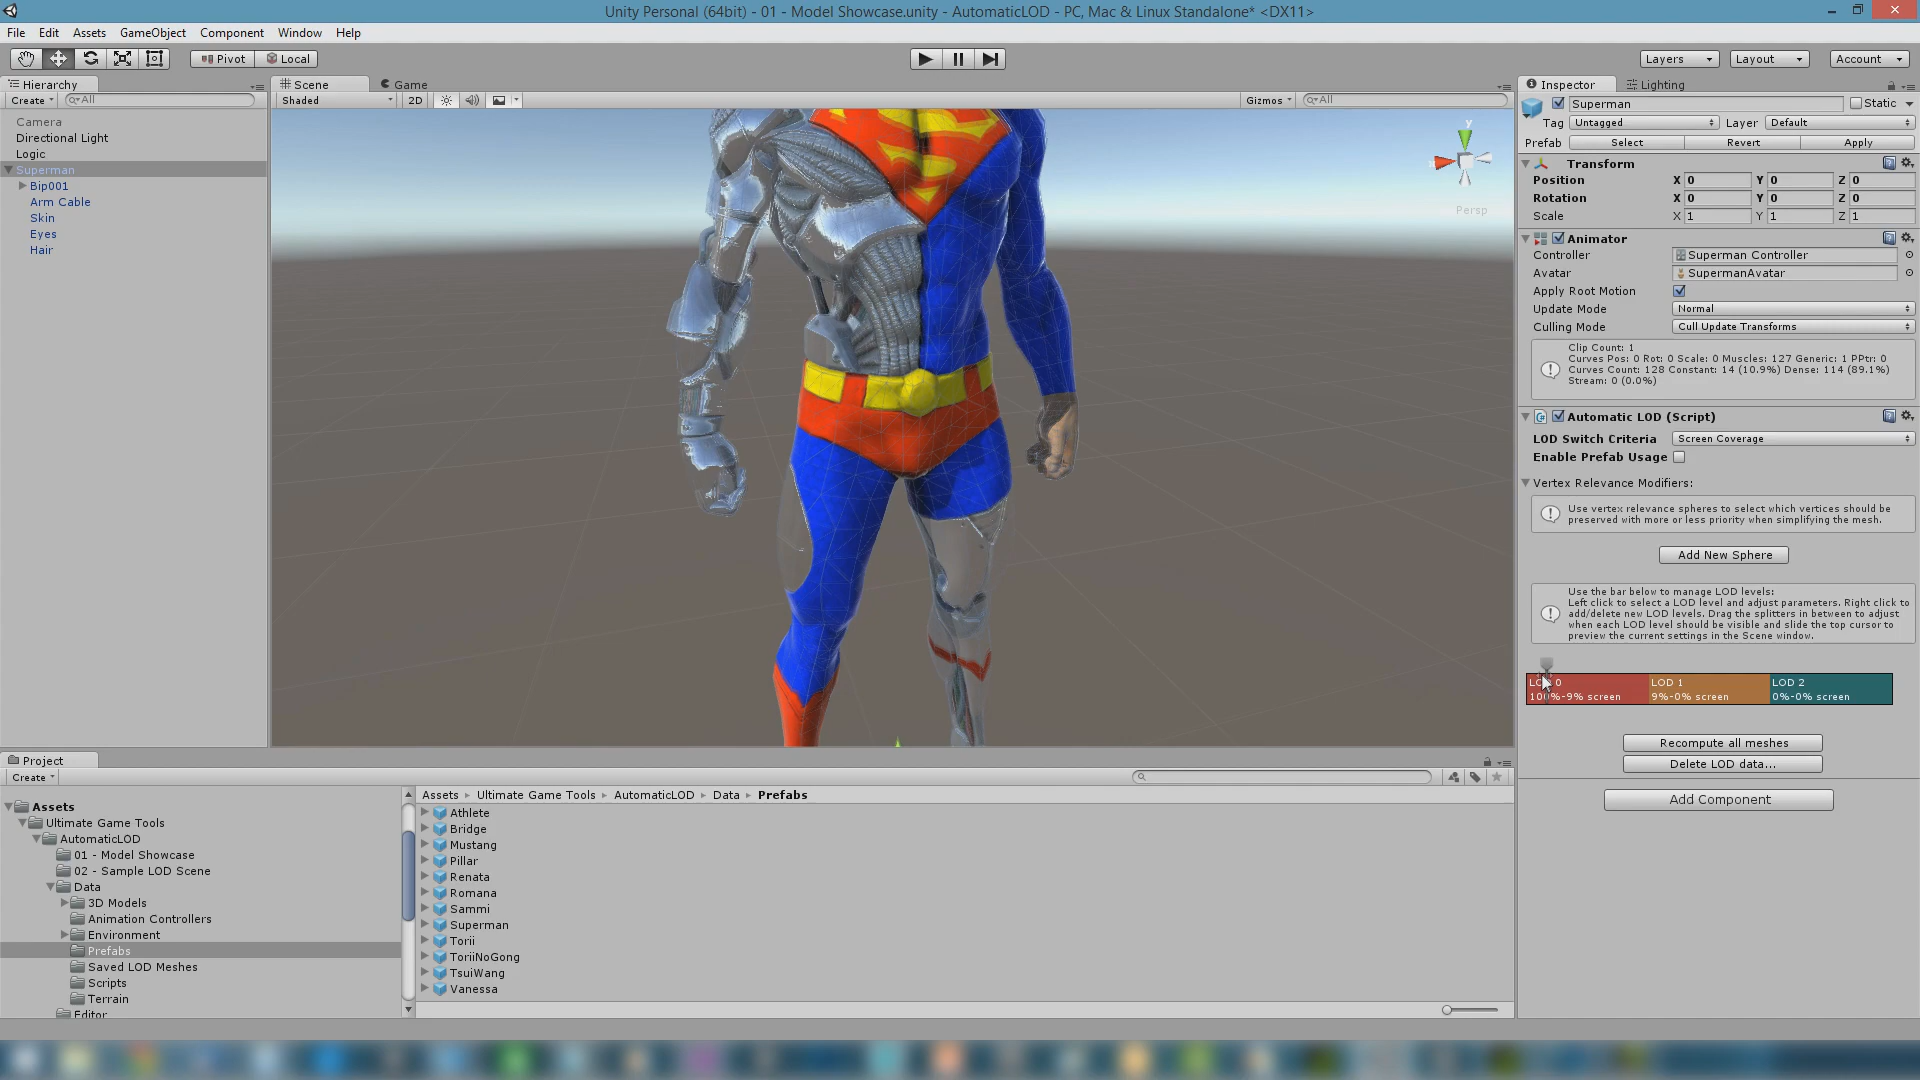 Unity Personal (64bit) - 01 - Model Showcase.unity - AutomaticLOD - PC, Mac & Linux Standalone* <DX11>
File Edit Assets GameObject Component Window Help
Pivot Local
Layers Layout Account
Hierarchy
Create All
Camera
Directional Light
Logic
Superman
Bip001
Arm Cable
Skin
Eyes
Hair
Scene Game
Shaded 2D Gizmos All
y
Persp
Inspector Lighting
Superman Static
Tag Untagged Layer Default
Prefab Select Revert Apply
Transform
Position X 0 Y 0 Z 0
Rotation X 0 Y 0 Z 0
Scale X 1 Y 1 Z 1
Animator
Controller Superman Controller
Avatar SupermanAvatar
Apply Root Motion
Update Mode Normal
Culling Mode Cull Update Transforms
Clip Count: 1
Curves Pos: 0 Rot: 0 Scale: 0 Muscles: 127 Generic: 1 PPtr: 0
Curves Count: 128 Constant: 14 (10.9%) Dense: 114 (89.1%)
Stream: 0 (0.0%)
Automatic LOD (Script)
LOD Switch Criteria Screen Coverage
Enable Prefab Usage
Vertex Relevance Modifiers:
Use vertex relevance spheres to select which vertices should be
preserved with more or less priority when simplifying the mesh.
Add New Sphere
Use the bar below to manage LOD levels:
Left click to select a LOD level and adjust parameters. Right click to
add/delete new LOD levels. Drag the splitters in between to adjust
when each LOD level should be visible and slide the top cursor to
preview the current settings in the Scene window.
LOD 0 LOD 1 LOD 2
100%-9% screen 9%-0% screen 0%-0% screen
Recompute all meshes
Delete LOD data...
Add Component
Project
Create
Assets
Ultimate Game Tools
AutomaticLOD
01 - Model Showcase
02 - Sample LOD Scene
Data
3D Models
Animation Controllers
Environment
Prefabs
Saved LOD Meshes
Scripts
Terrain
Editor
Assets Ultimate Game Tools AutomaticLOD Data Prefabs
Athlete
Bridge
Mustang
Pillar
Renata
Romana
Sammi
Superman
Torii
ToriiNoGong
TsuiWang
Vanessa